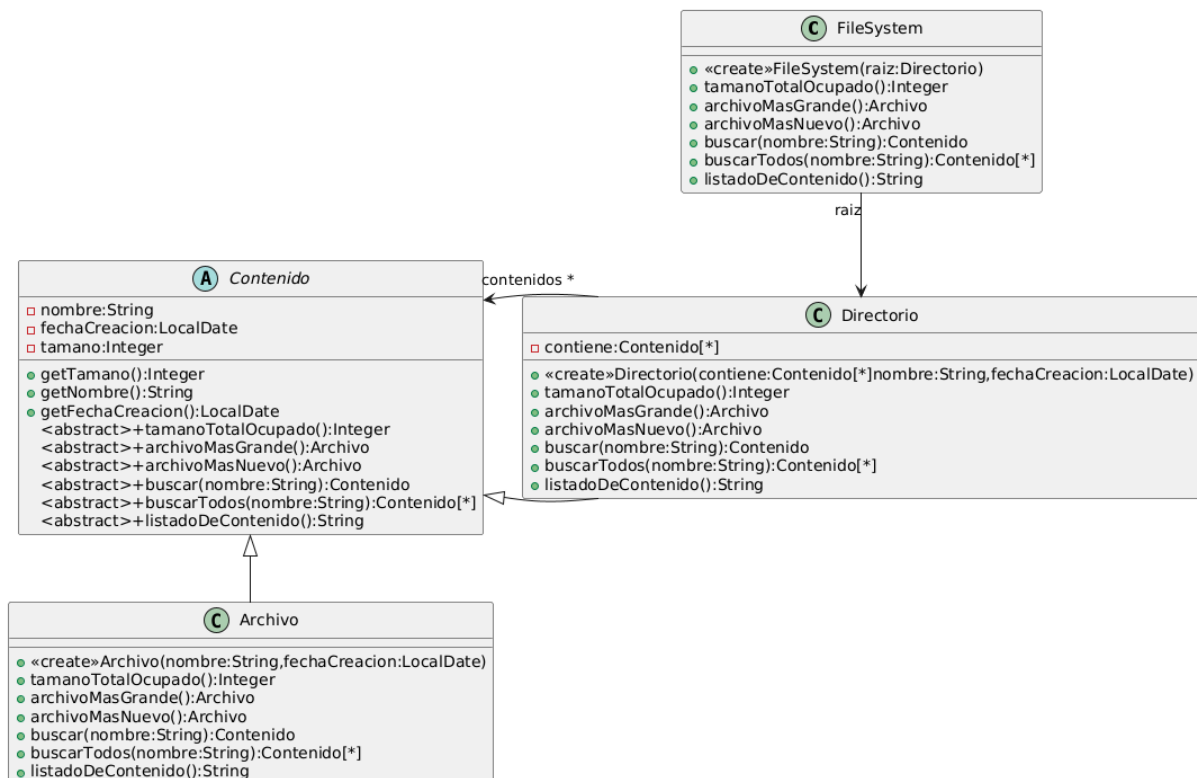 C FileSystem
«create»FileSystem(raiz:Directorio)
tamanoTotalOcupado():Integer
archivoMasGrande():Archivo
archivoMasNuevo():Archivo
buscar(nombre:String):Contenido
buscarTodos(nombre:String):Contenido[*]
listadoDeContenido():String
raiz
A Contenido
nombre:String
fechaCreacion:LocalDate
tamano:Integer
getTamano():Integer
getNombre():String
getFechaCreacion():LocalDate
<abstract>+tamanoTotalOcupado():Integer
<abstract>+archivoMasGrande():Archivo
<abstract>+archivoMasNuevo():Archivo
<abstract>+buscar(nombre:String):Contenido
<abstract>+buscarTodos(nombre:String):Contenido[*]
<abstract>+listadoDeContenido():String
contenidos *
C Directorio
contiene:Contenido[*]
«create»Directorio(contiene:Contenido[*]nombre:String,fechaCreacion:LocalDate)
tamanoTotalOcupado():Integer
archivoMasGrande():Archivo
archivoMasNuevo():Archivo
buscar(nombre:String):Contenido
buscarTodos(nombre:String):Contenido[*]
listadoDeContenido():String
C Archivo
«create»Archivo(nombre:String,fechaCreacion:LocalDate)
tamanoTotalOcupado():Integer
archivoMasGrande():Archivo
archivoMasNuevo():Archivo
buscar(nombre:String):Contenido
buscarTodos(nombre:String):Contenido[*]
listadoDeContenido():String